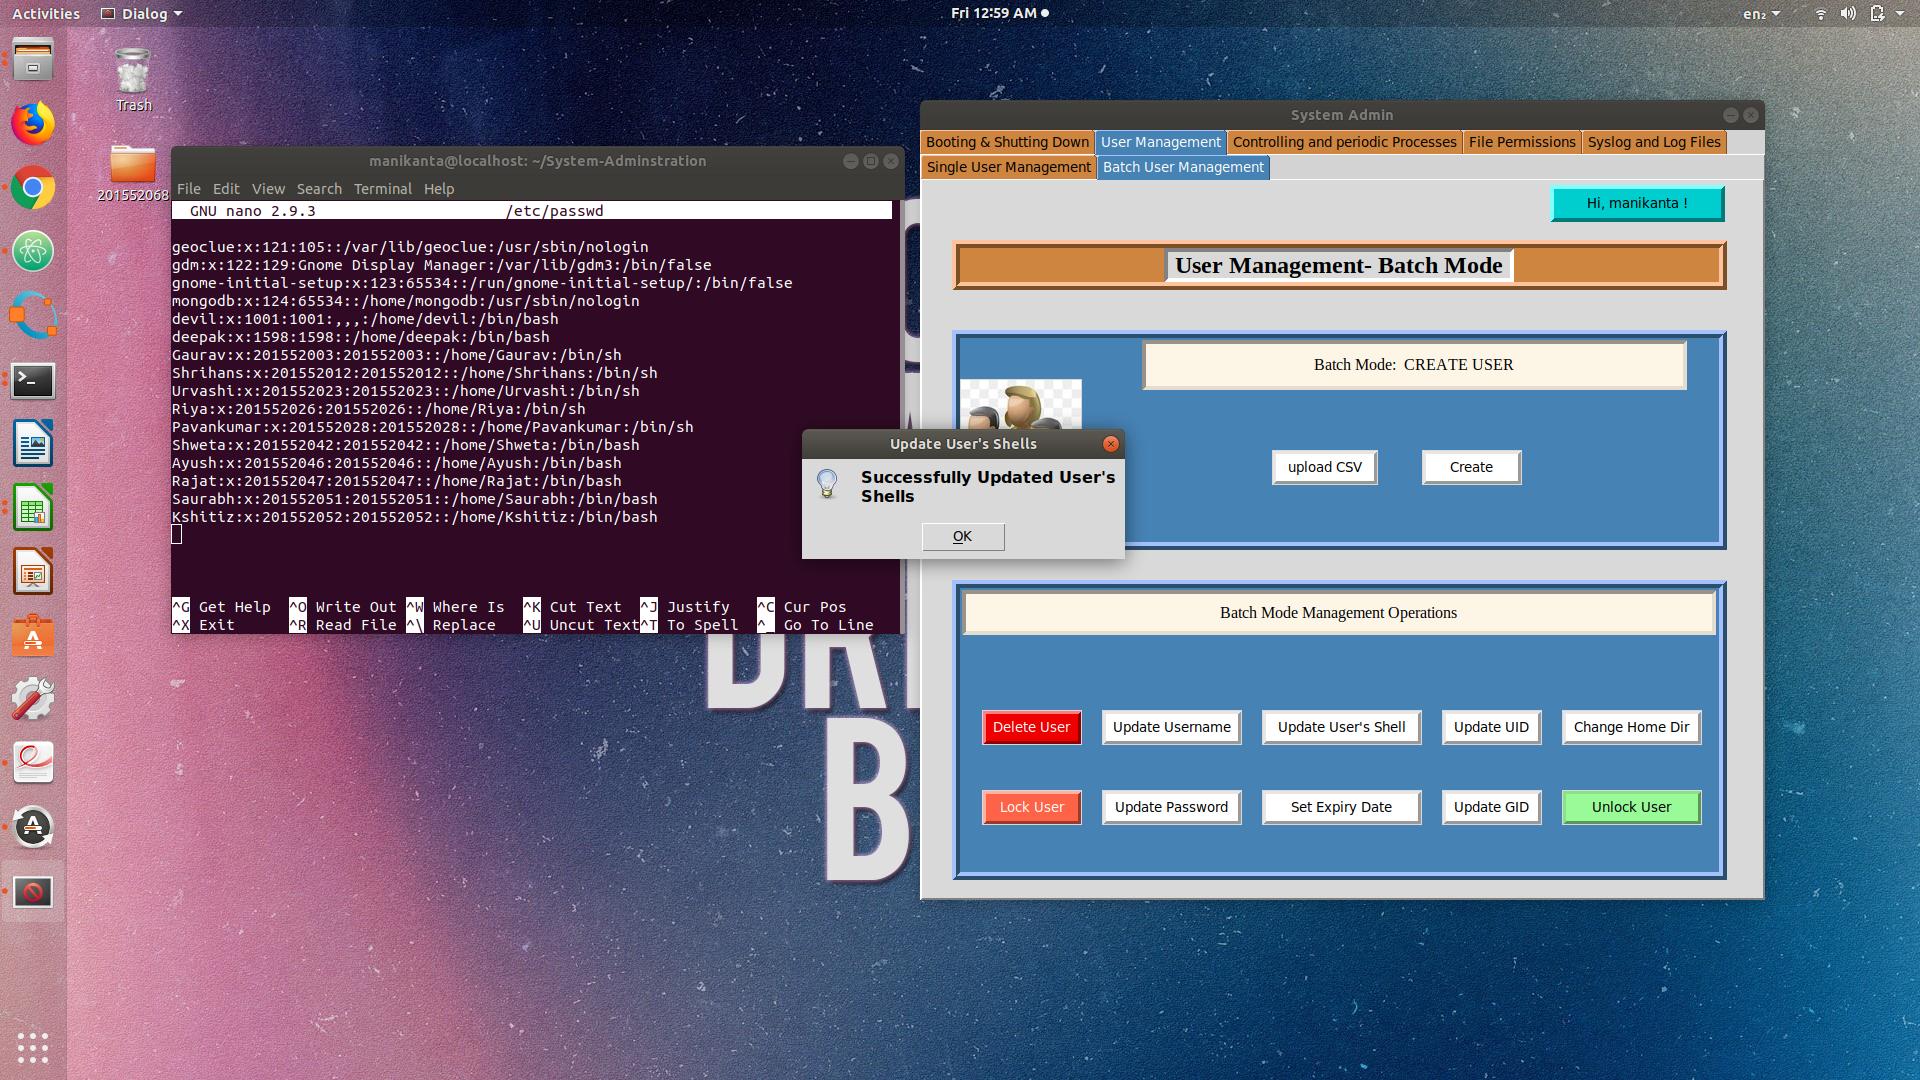 Activities
Dialog
Fri 12:59 AM
en₂
Trash
201552068
manikanta@localhost: ~/System-Adminstration
File Edit View Search Terminal Help
GNU nano 2.9.3 /etc/passwd
geoclue:x:121:105::/var/lib/geoclue:/usr/sbin/nologin
gdm:x:122:129:Gnome Display Manager:/var/lib/gdm3:/bin/false
gnome-initial-setup:x:123:65534::/run/gnome-initial-setup/:/bin/false
mongodb:x:124:65534::/home/mongodb:/usr/sbin/nologin
devil:x:1001:1001:,,,:/home/devil:/bin/bash
deepak:x:1598:1598::/home/deepak:/bin/bash
Gaurav:x:201552003:201552003::/home/Gaurav:/bin/sh
Shrihans:x:201552012:201552012::/home/Shrihans:/bin/sh
Urvashi:x:201552023:201552023::/home/Urvashi:/bin/sh
Riya:x:201552026:201552026::/home/Riya:/bin/sh
Pavankumar:x:201552028:201552028::/home/Pavankumar:/bin/sh
Shweta:x:201552042:201552042::/home/Shweta:/bin/bash
Ayush:x:201552046:201552046::/home/Ayush:/bin/bash
Rajat:x:201552047:201552047::/home/Rajat:/bin/bash
Saurabh:x:201552051:201552051::/home/Saurabh:/bin/bash
Kshitiz:x:201552052:201552052::/home/Kshitiz:/bin/bash
^G Get Help ^O Write Out ^W Where Is ^K Cut Text ^J Justify ^C Cur Pos
^X Exit ^R Read File ^\ Replace ^U Uncut Text ^T To Spell ^_ Go To Line
System Admin
Booting & Shutting Down User Management Controlling and periodic Processes File Permissions Syslog and Log Files
Single User Management Batch User Management
Hi, manikanta !
User Management- Batch Mode
Batch Mode: CREATE USER
upload CSV Create
Update User's Shells
Successfully Updated User's
Shells
OK
Batch Mode Management Operations
Delete User Update Username Update User's Shell Update UID Change Home Dir
Lock User Update Password Set Expiry Date Update GID Unlock User
B